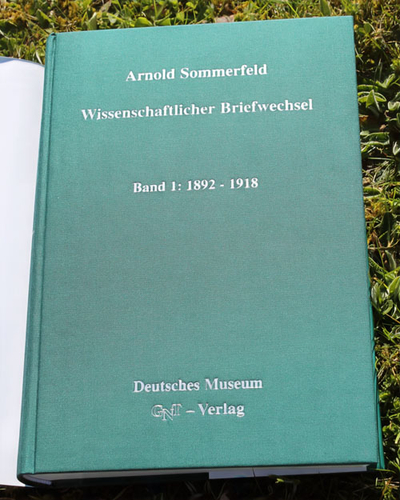 Arnold Sommerfeld
Wissenschaftlicher Briefwechsel
Band 1: 1892 - 1918
Deutsches Museum
GNT – Verlag